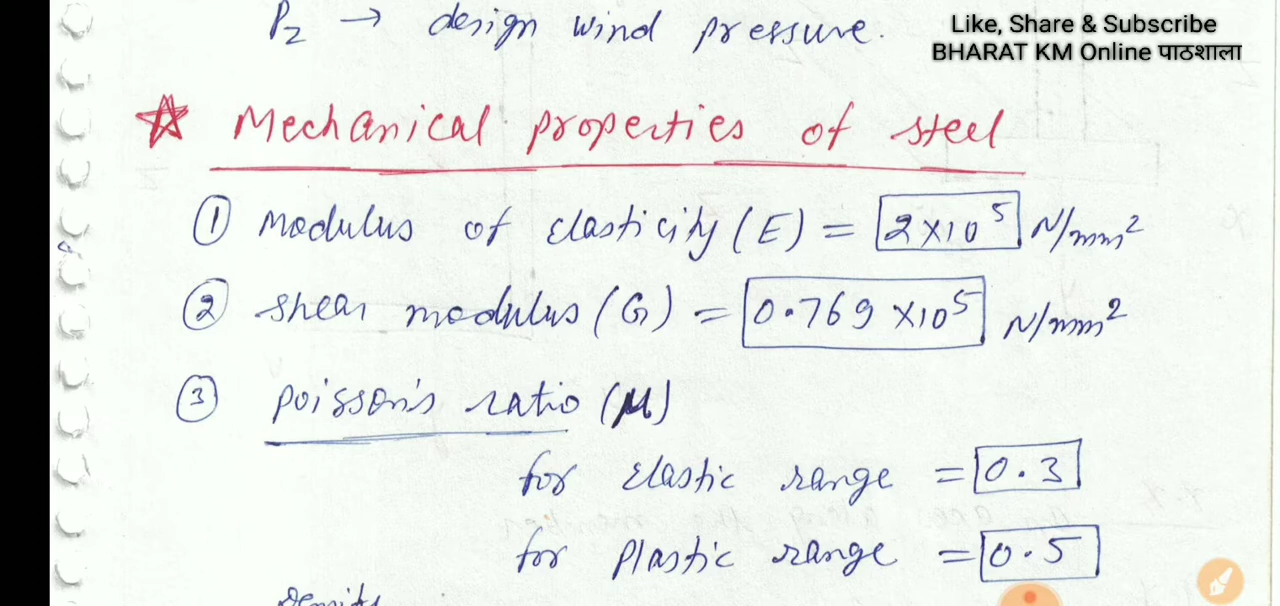 Pz → design wind pressure.
Like, Share & Subscribe
BHARAT KM Online पाठशाला
Mechanical properties of steel
① Modulus of elasticity (E) = 2×10⁵ N/mm²
② shear modulus (G) = 0.769 ×10⁵ N/mm²
③ poisson's ratio (μ)
for elastic range = 0.3
for plastic range = 0.5
density